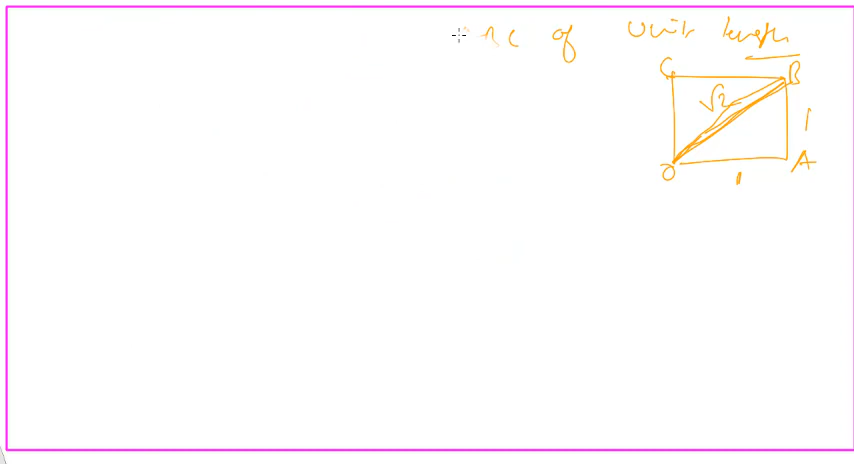 of Unit length
C B
√2
1
O A
1